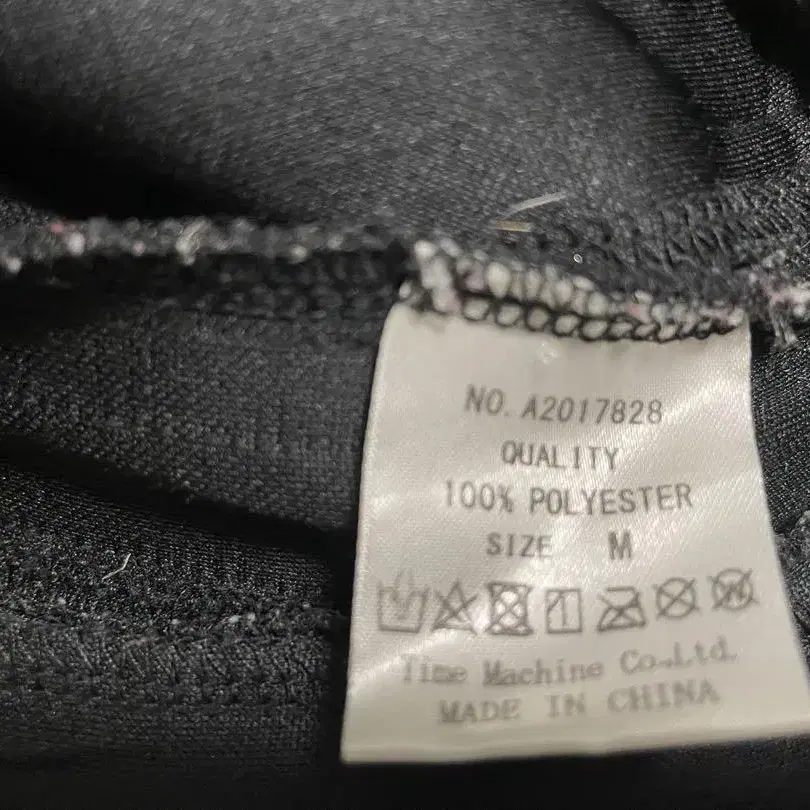 NO. A2017828
QUALITY
100% POLYESTER
SIZE M
Time Machine Co.,Ltd.
MADE IN CHINA